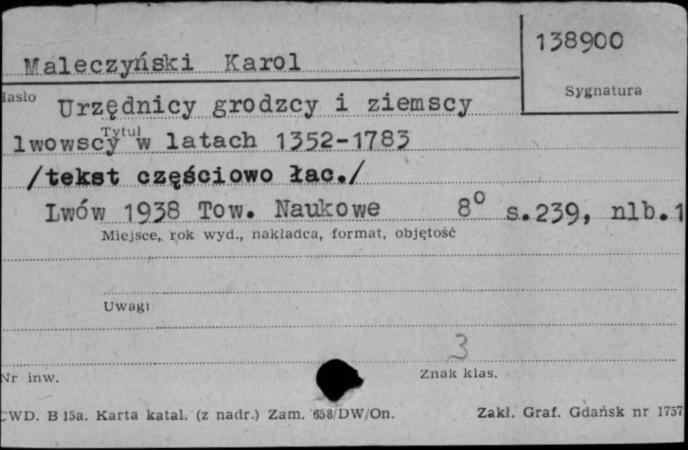 138900
Maleczyński Karol
Sygnatura
Hasło
Urzędnicy grodzcy i ziemscy
Tytuł
lwowscy w latach 1352-1783
/tekst częściowo łac./
Lwów 1938 Tow. Naukowe 8° s.239, nlb.1
Miejsce, rok wyd., nakładca, format, objętość
Uwagi
3
Nr inw.
Znak klas.
CWD. B 15a. Karta katal. (z nadr.) Zam. 658/DW/On.
Zakł. Graf. Gdańsk nr 1757